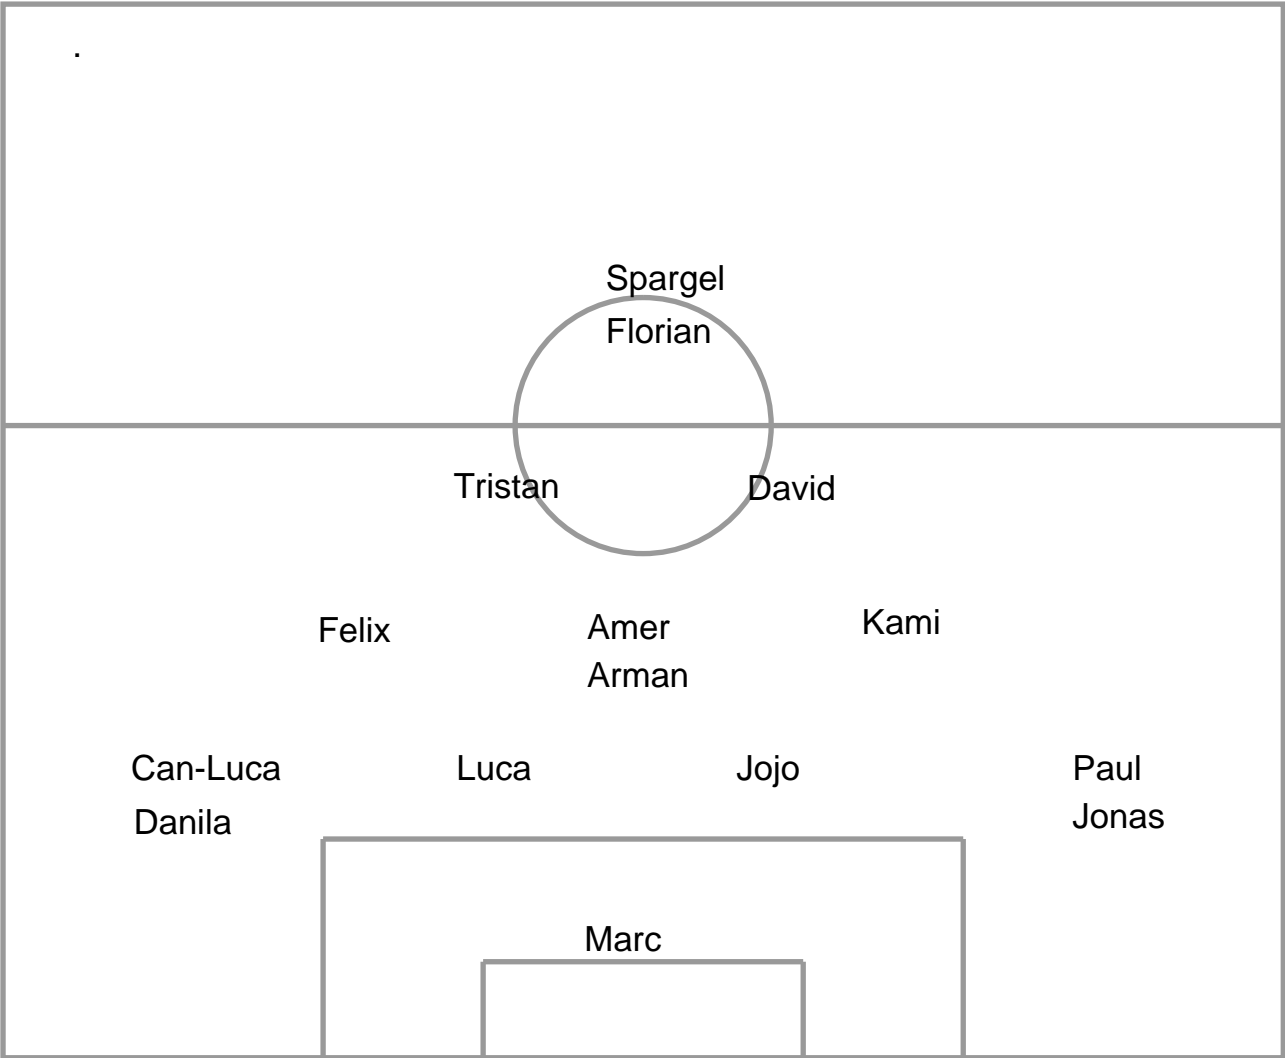 .
Spargel
Florian
Tristan David
Felix Amer Kami
Arman
Can-Luca Luca Jojo Paul
Danila Jonas
Marc